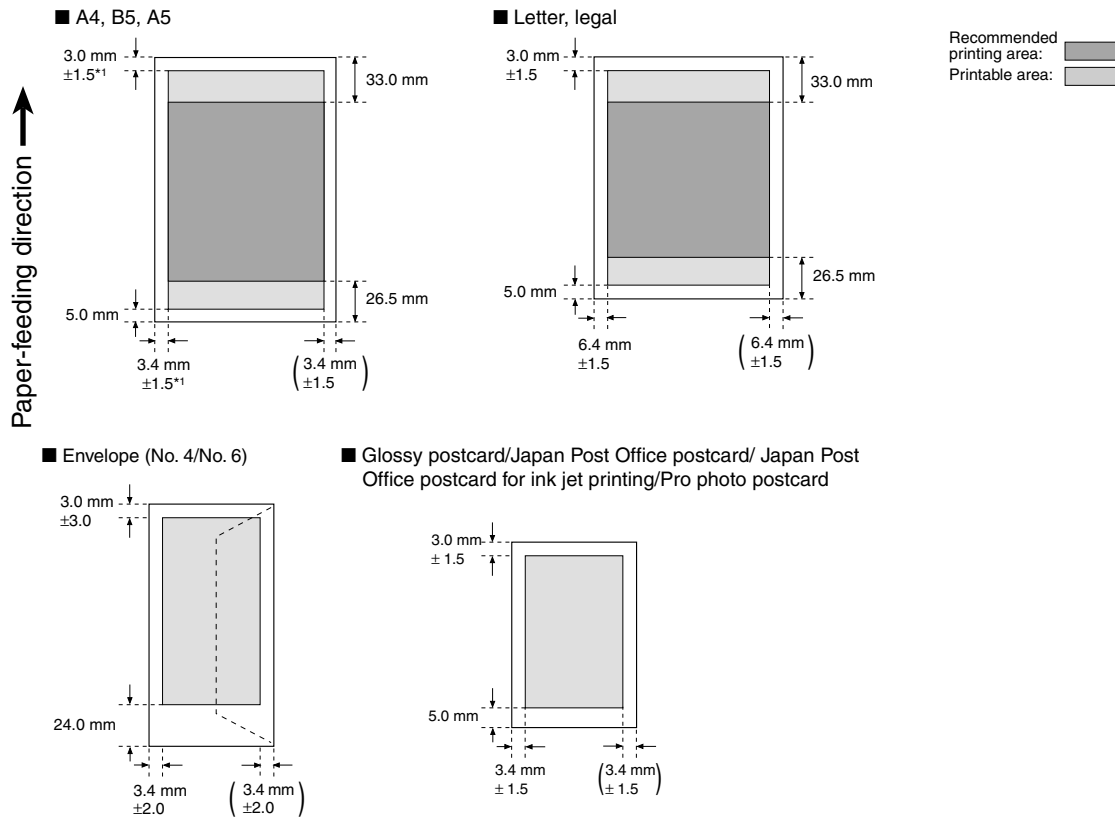 ■ A4, B5, A5
3.0 mm
±1.5*1
33.0 mm
26.5 mm
5.0 mm
3.4 mm
±1.5*1
(3.4 mm
±1.5)
■ Letter, legal
3.0 mm
±1.5
33.0 mm
26.5 mm
5.0 mm
6.4 mm
±1.5
(6.4 mm
±1.5)
Recommended
printing area:
Printable area:
Paper-feeding direction
■ Envelope (No. 4/No. 6)
3.0 mm
±3.0
24.0 mm
3.4 mm
±2.0
(3.4 mm
±2.0)
■ Glossy postcard/Japan Post Office postcard/ Japan Post
Office postcard for ink jet printing/Pro photo postcard
3.0 mm
± 1.5
5.0 mm
3.4 mm
± 1.5
(3.4 mm
± 1.5)